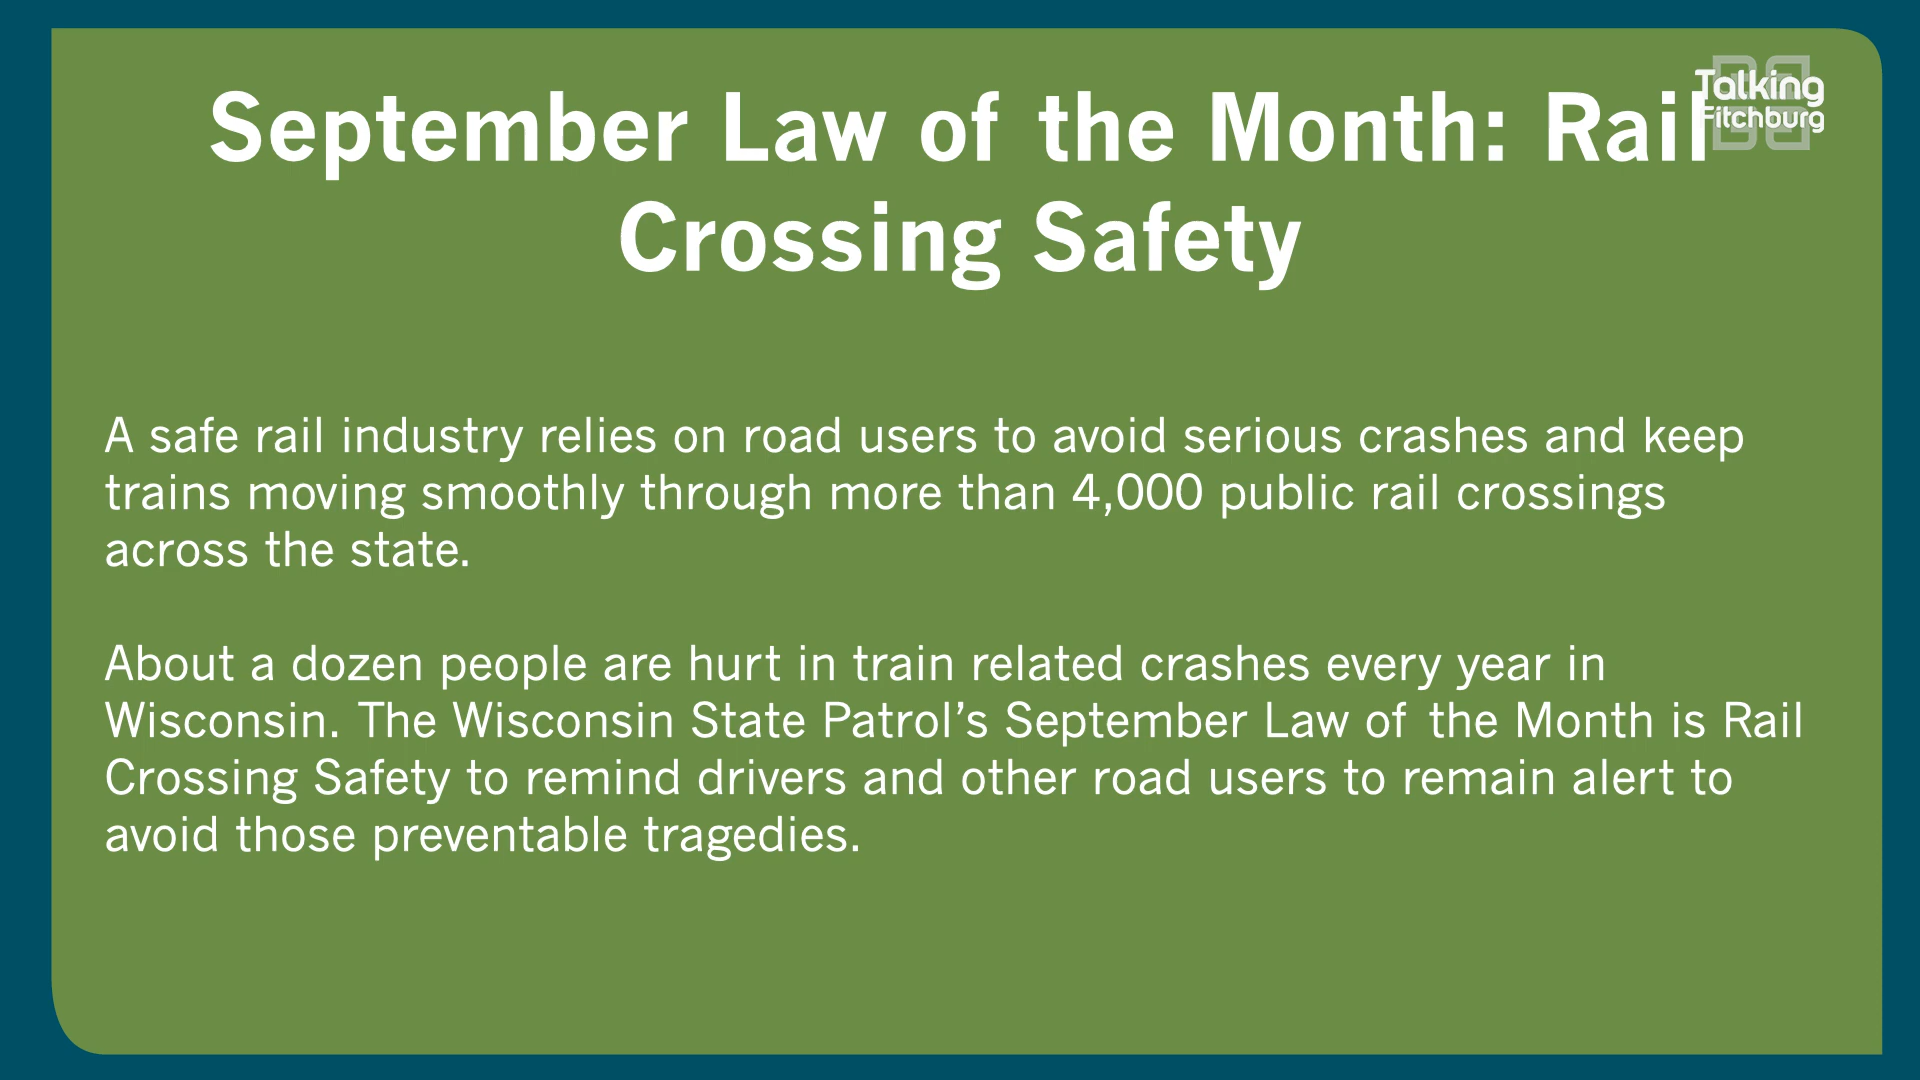 September Law of the Month: Rail
Crossing Safety
Talking
Fitchburg
A safe rail industry relies on road users to avoid serious crashes and keep
trains moving smoothly through more than 4,000 public rail crossings
across the state.
About a dozen people are hurt in train related crashes every year in
Wisconsin. The Wisconsin State Patrol’s September Law of the Month is Rail
Crossing Safety to remind drivers and other road users to remain alert to
avoid those preventable tragedies.